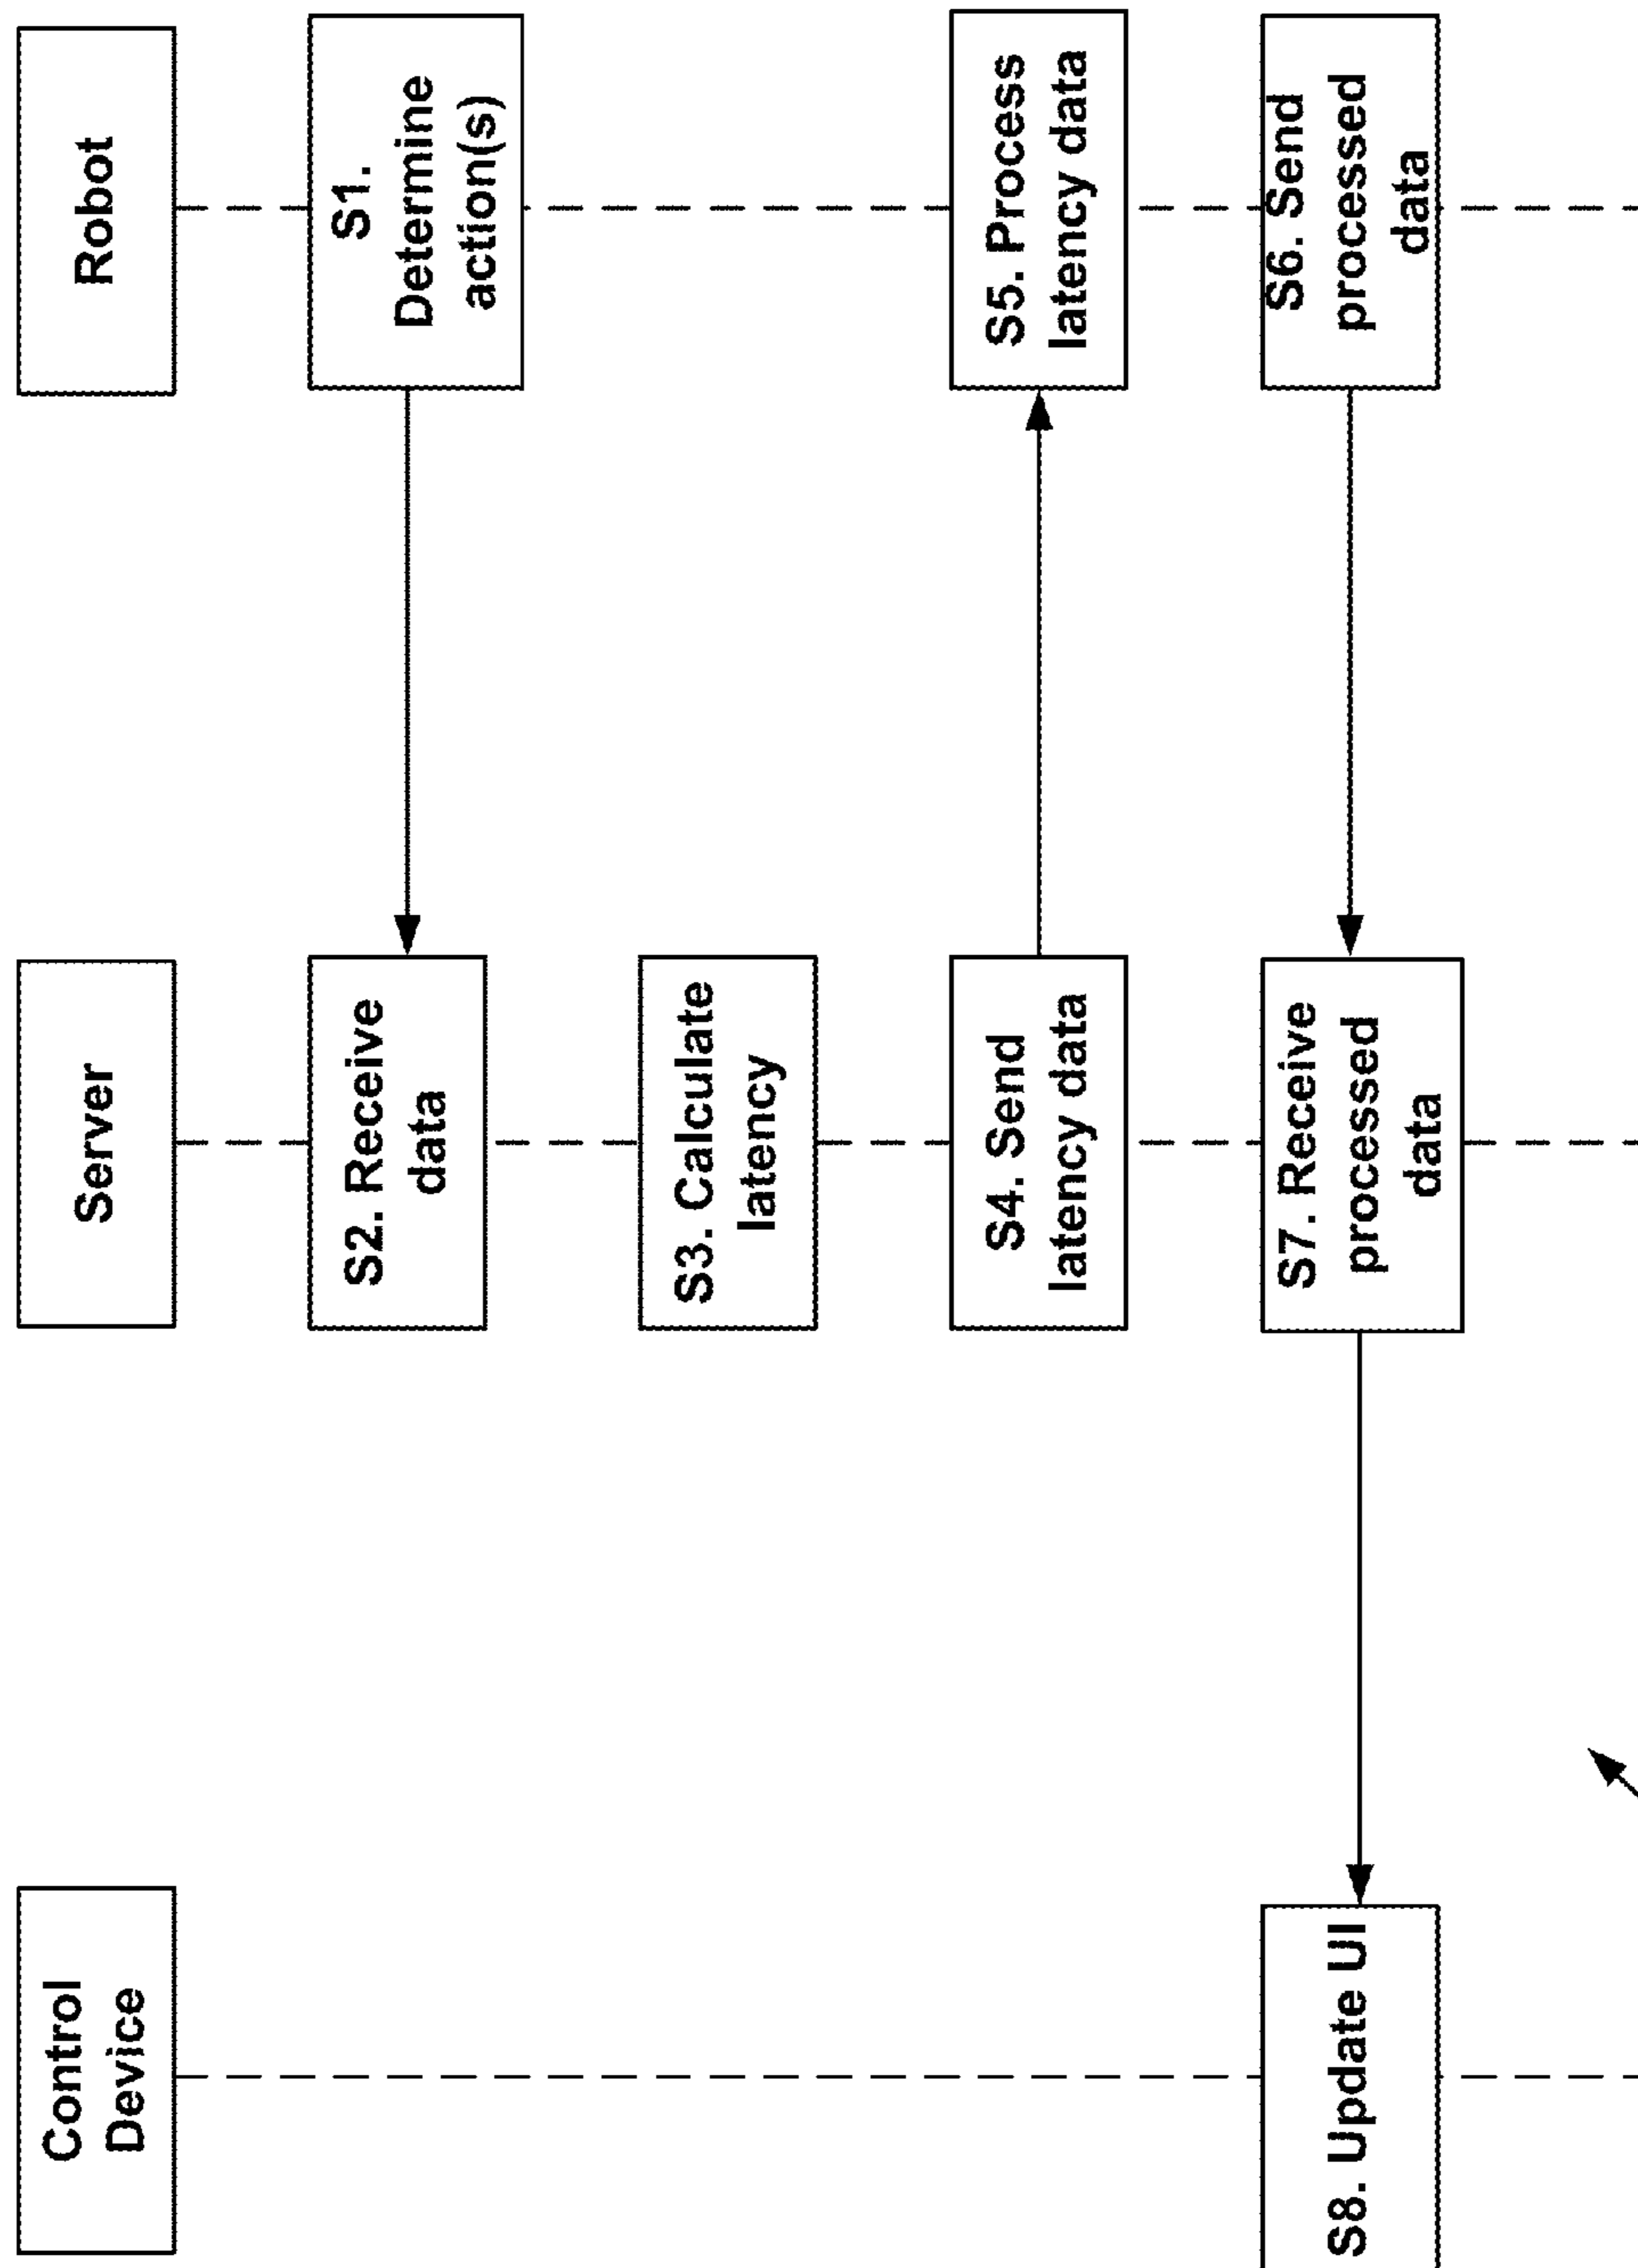 Control
Device
Server
Robot
S1.
Determine
action(s)
S2. Receive
data
S3. Calculate
latency
S4. Send
latency data
S5. Process
latency data
S6. Send
processed
data
S7. Receive
processed
data
S8. Update UI